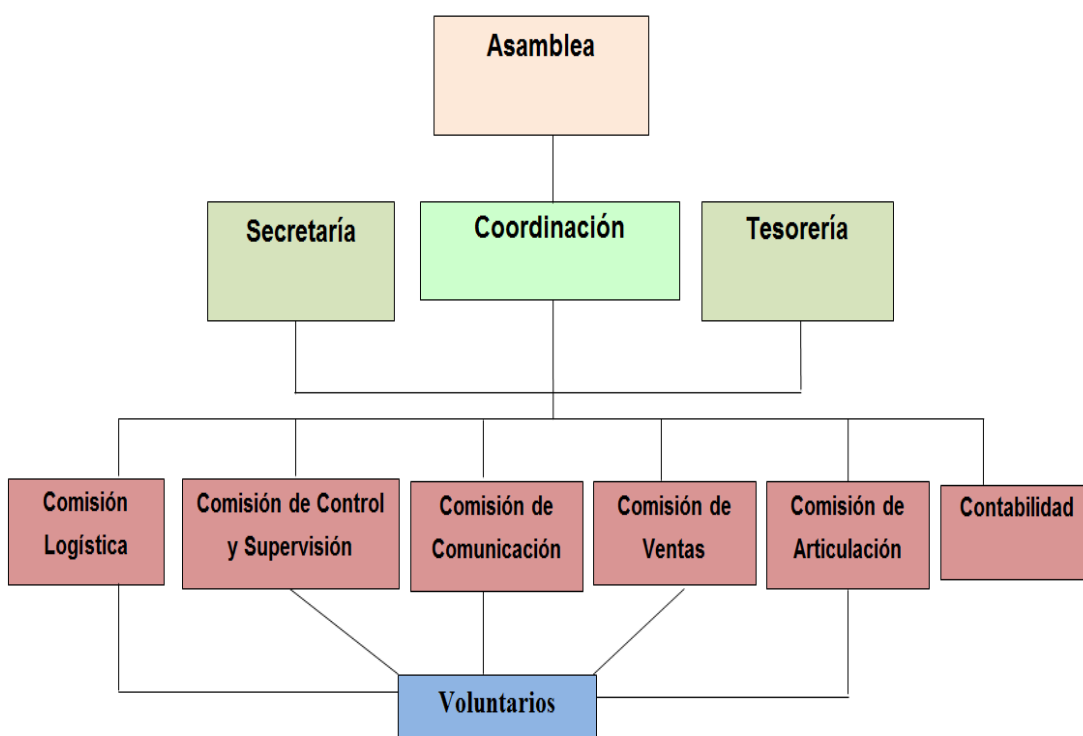 Asamblea
Secretaría
Coordinación
Tesorería
Comisión
Logística
Comisión de Control
y Supervisión
Comisión de
Comunicación
Comisión de
Ventas
Comisión de
Articulación
Contabilidad
Voluntarios